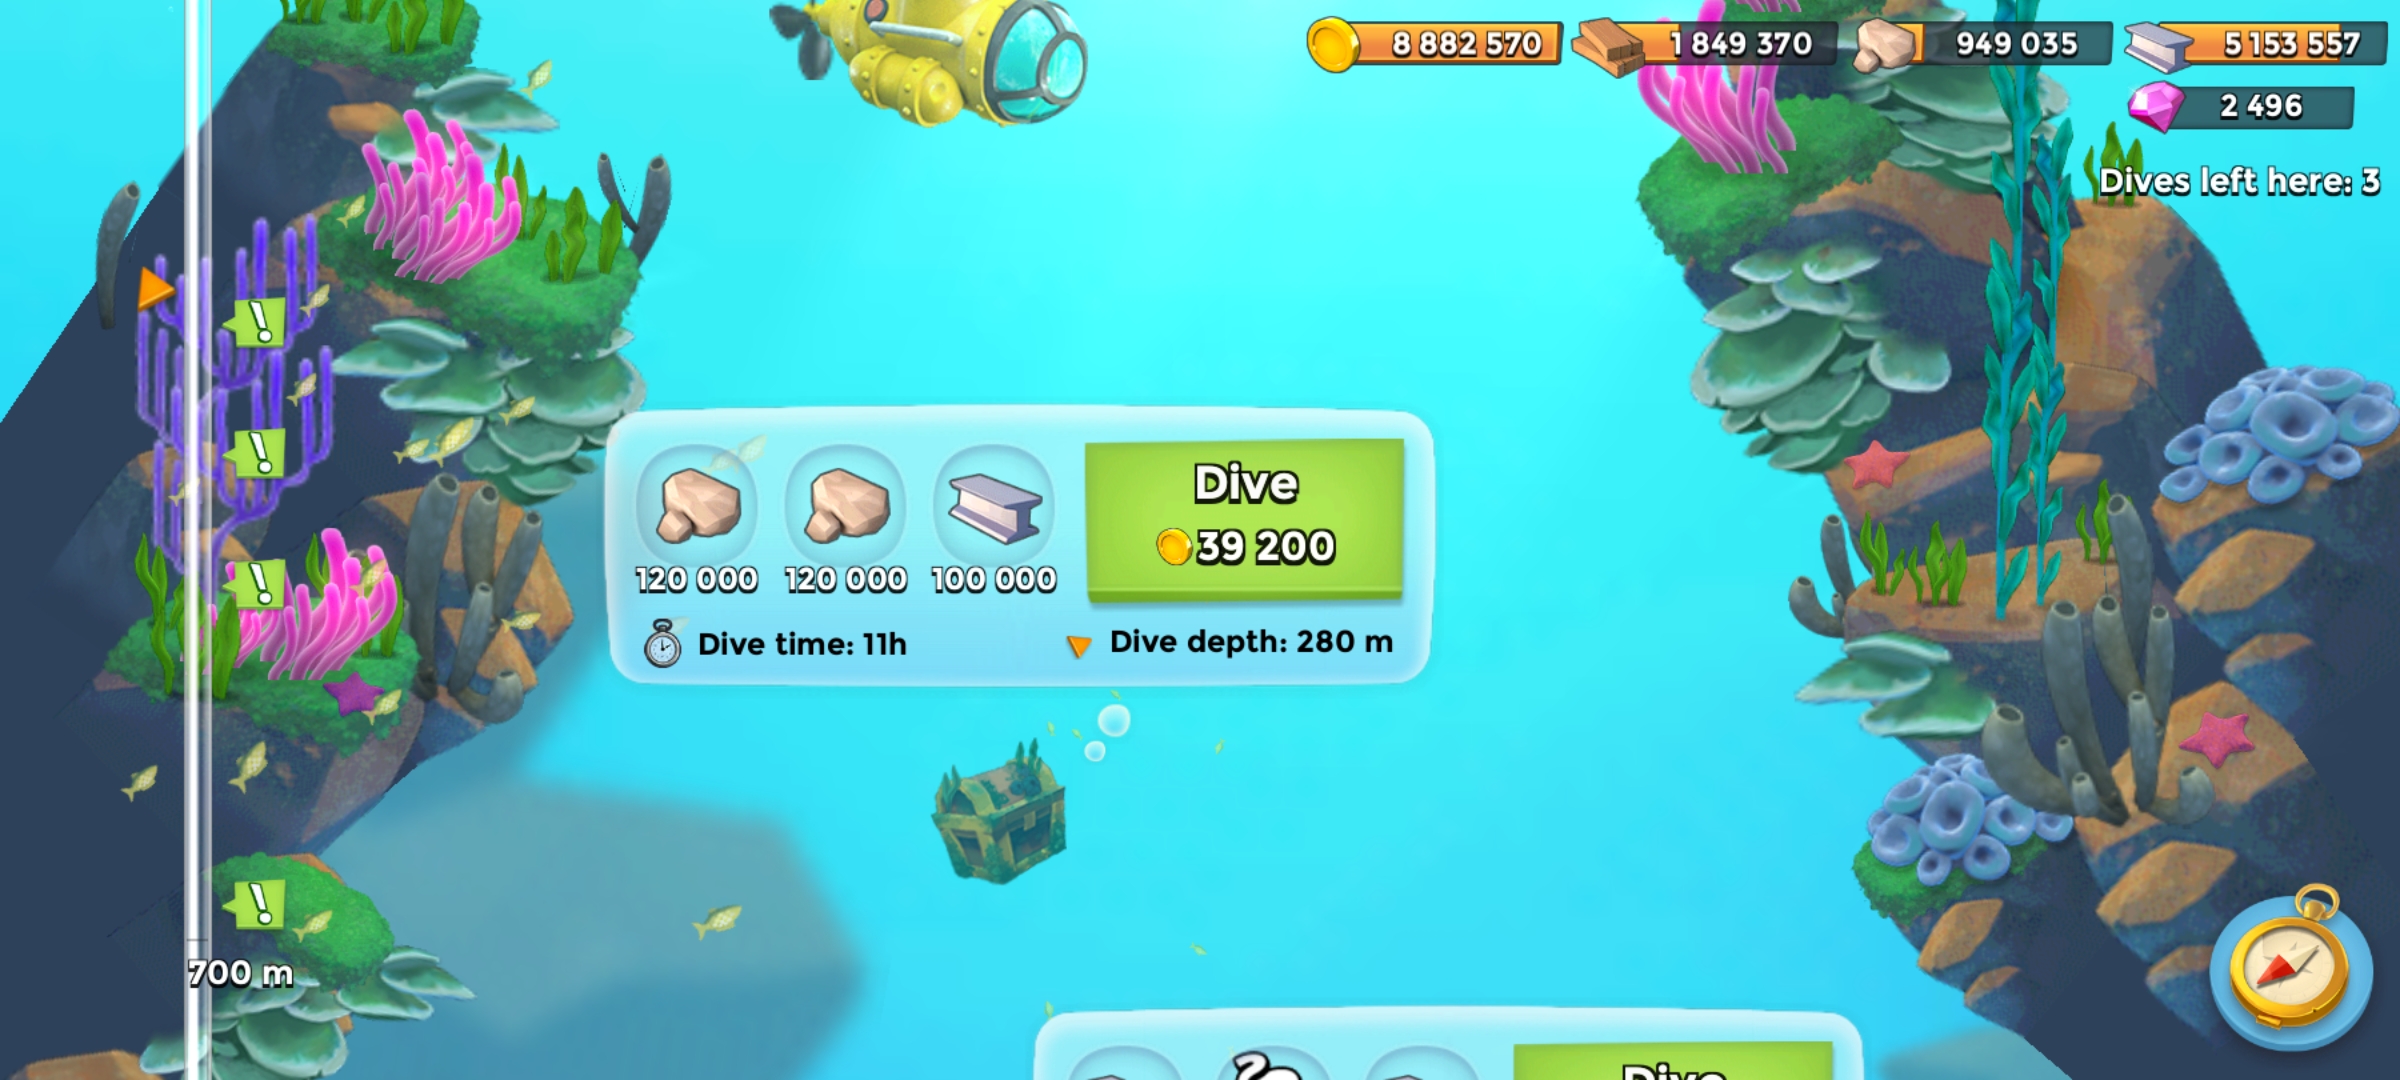 8 882 570
1 849 370
949 035
5 153 557
2 496
Dives left here: 3
Dive
39 200
120 000
120 000
100 000
Dive time: 11h
Dive depth: 280 m
700 m
Dive